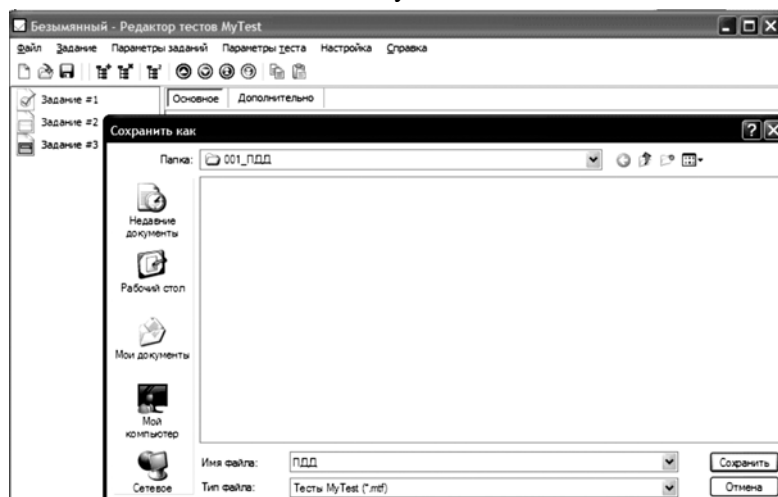 Безымянный - Редактор тестов MyTest
Файл Задание Параметры заданий Параметры теста Настройка Справка
Задание #1
Задание #2
Задание #3
Основное Дополнительно
Сохранить как
Папка: 001_ПДД
Недавние
документы
Рабочий стол
Мои документы
Мой
компьютер
Сетевое
Имя файла: ПДД Сохранить
Тип файла: Тесты MyTest (*.mtf) Отмена